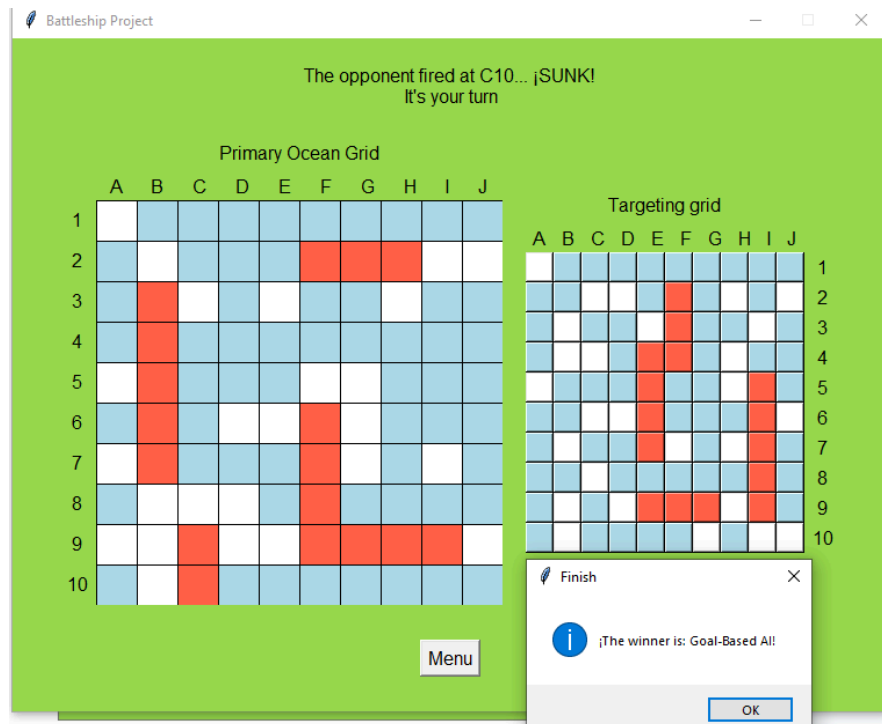 Battleship Project
The opponent fired at C10... ¡SUNK!
It's your turn
Primary Ocean Grid
A B C D E F G H I J
1
2
3
4
5
6
7
8
9
10
Targeting grid
A B C D E F G H I J
1
2
3
4
5
6
7
8
9
10
Menu
Finish
¡The winner is: Goal-Based AI!
OK